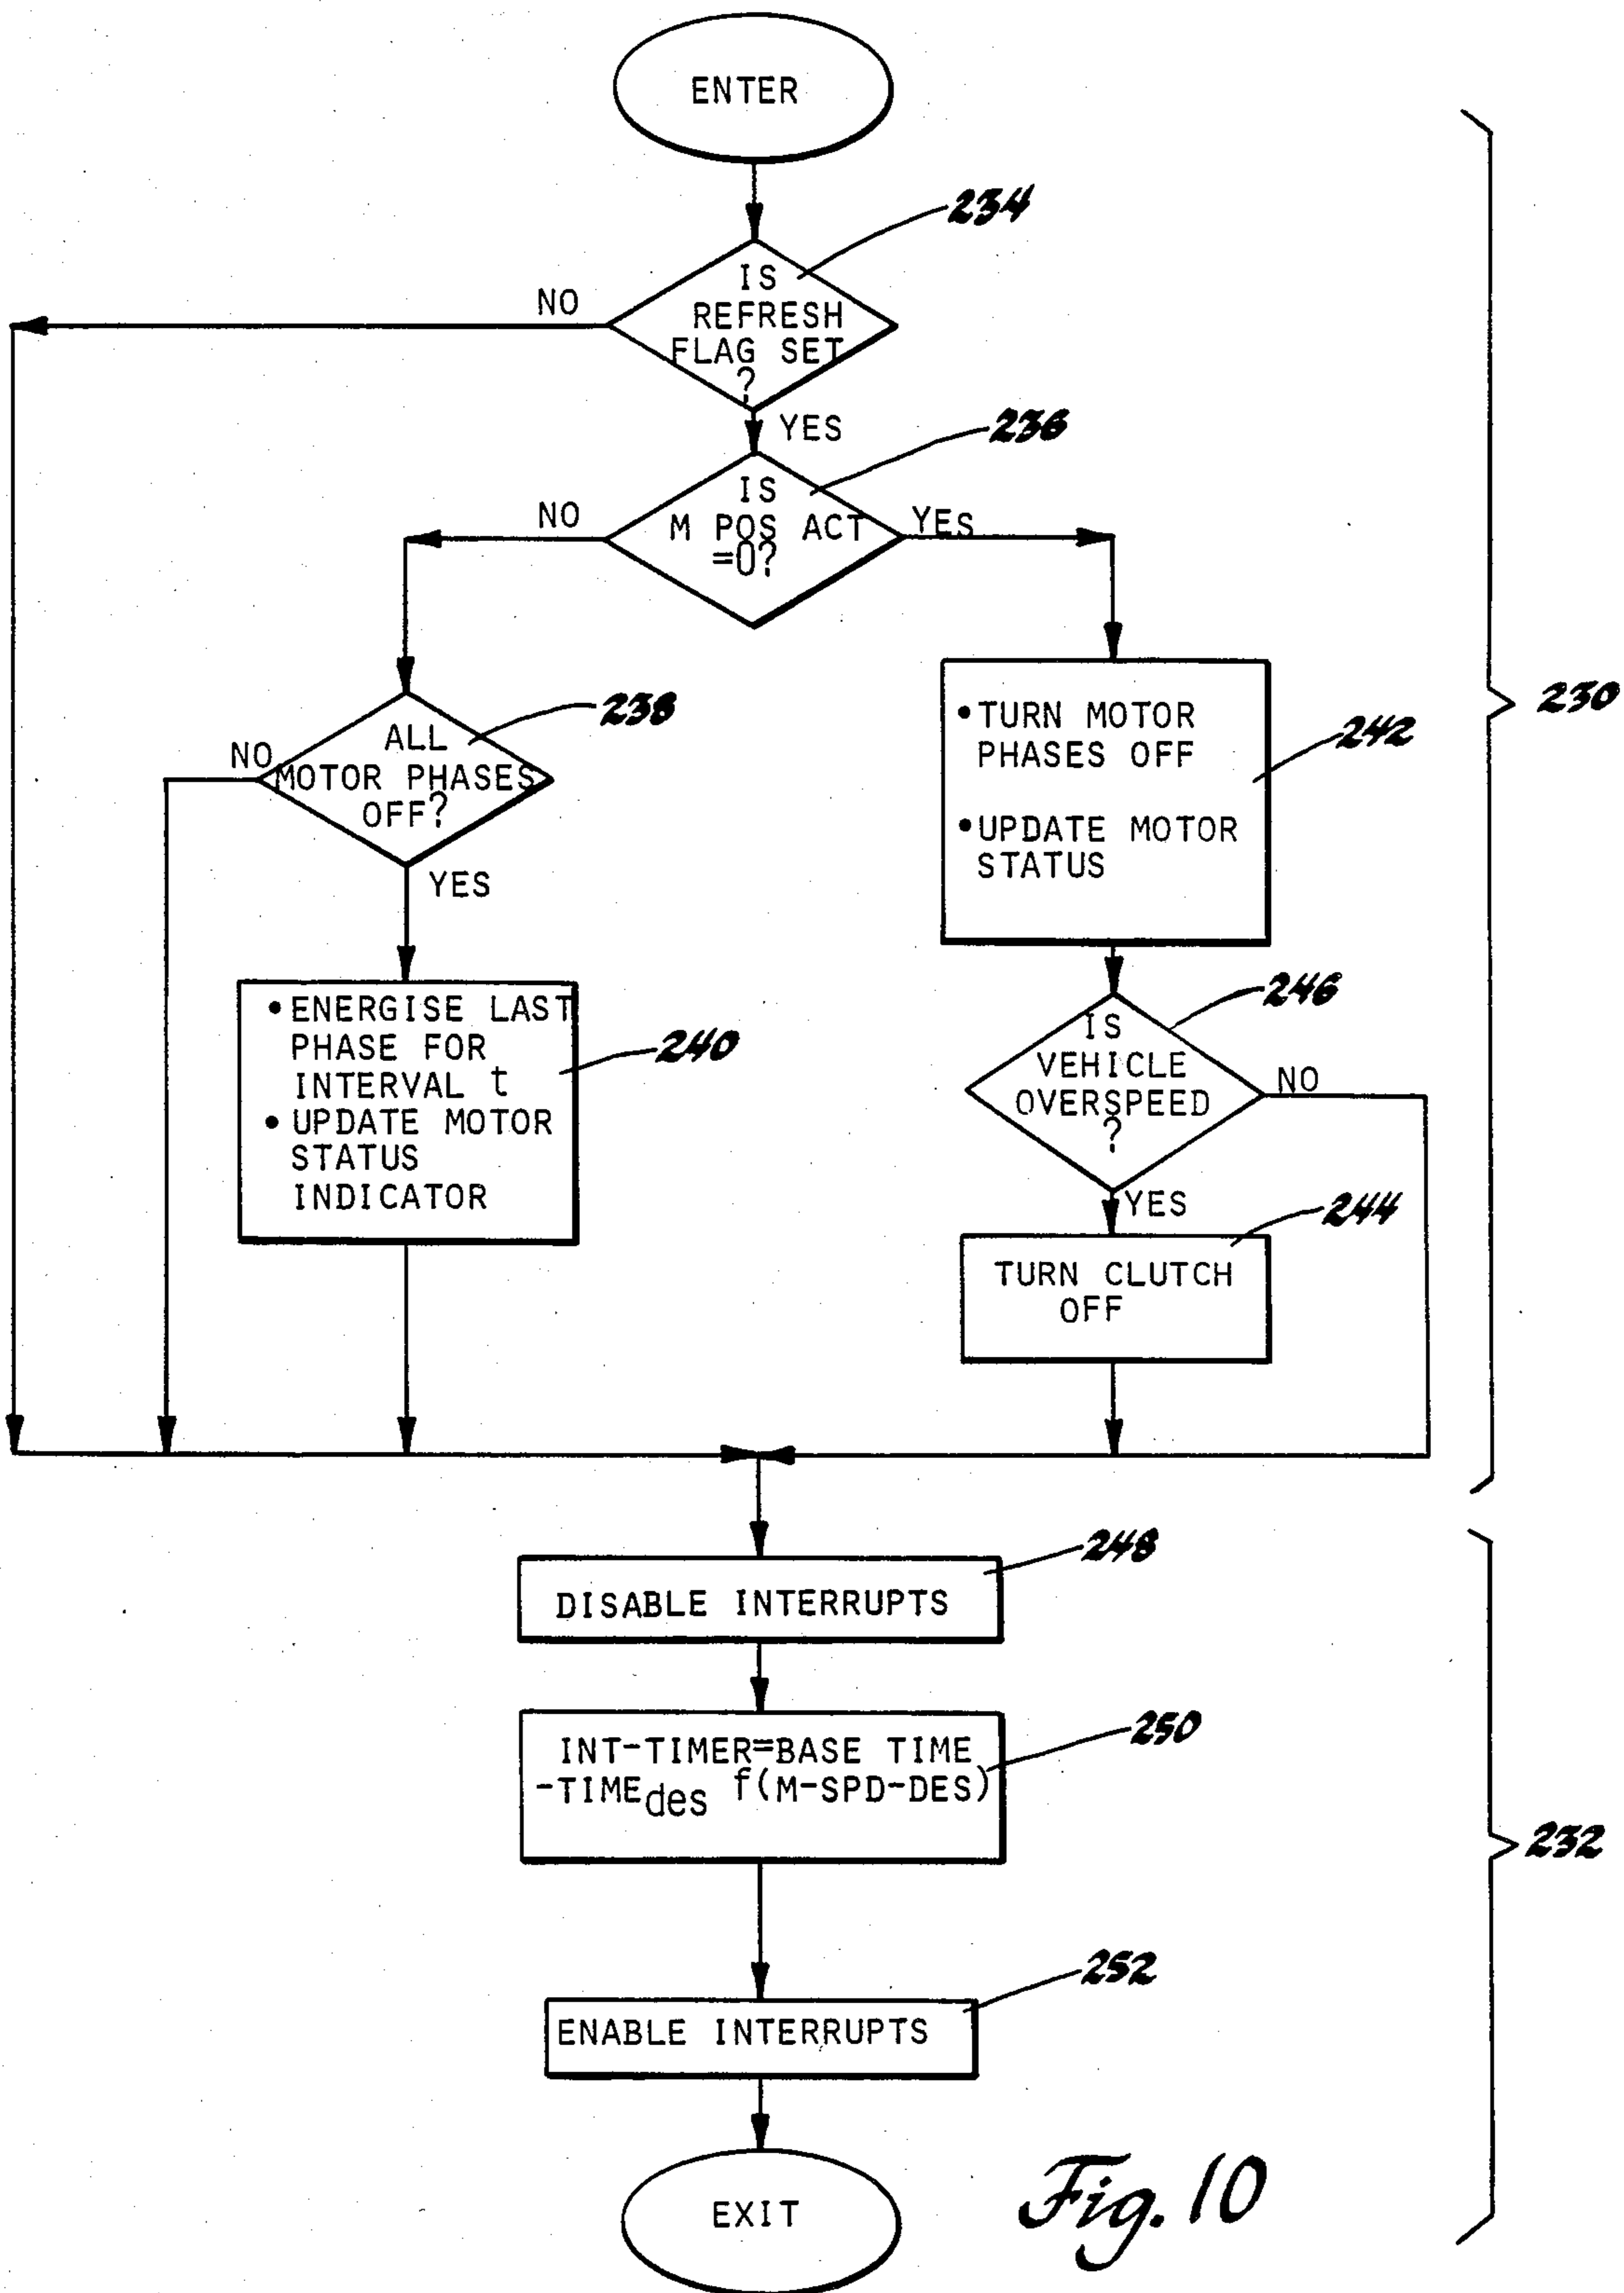 ENTER
234
IS
REFRESH
FLAG SET
?
NO
YES
236
IS
M POS ACT
=0?
NO
YES
230
238
ALL
MOTOR PHASES
OFF?
NO
YES
•TURN MOTOR
PHASES OFF
•UPDATE MOTOR
STATUS
242
•ENERGISE LAST
PHASE FOR
INTERVAL t
•UPDATE MOTOR
STATUS
INDICATOR
240
246
IS
VEHICLE
OVERSPEED
?
NO
YES
244
TURN CLUTCH
OFF
248
DISABLE INTERRUPTS
250
INT-TIMER=BASE TIME
-TIMEdes f(M-SPD-DES)
232
252
ENABLE INTERRUPTS
EXIT
Fig. 10